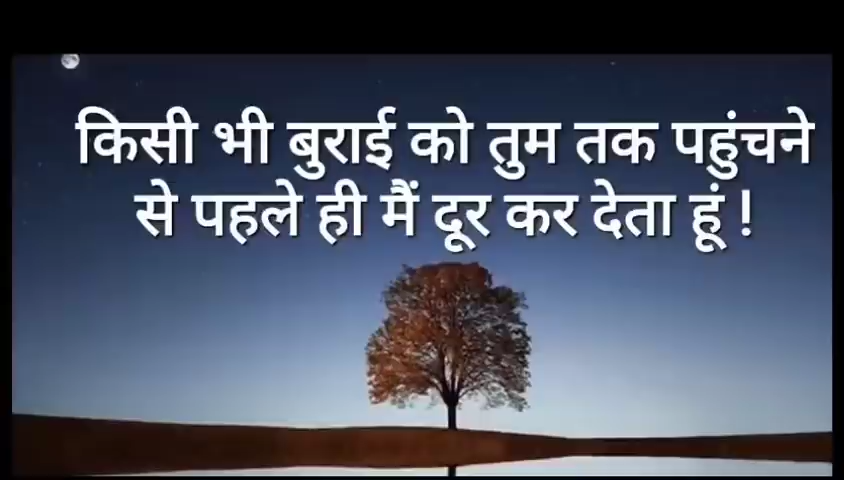 किसी भी बुराई को तुम तक पहुंचने
से पहले ही मैं दूर कर देता हूं !